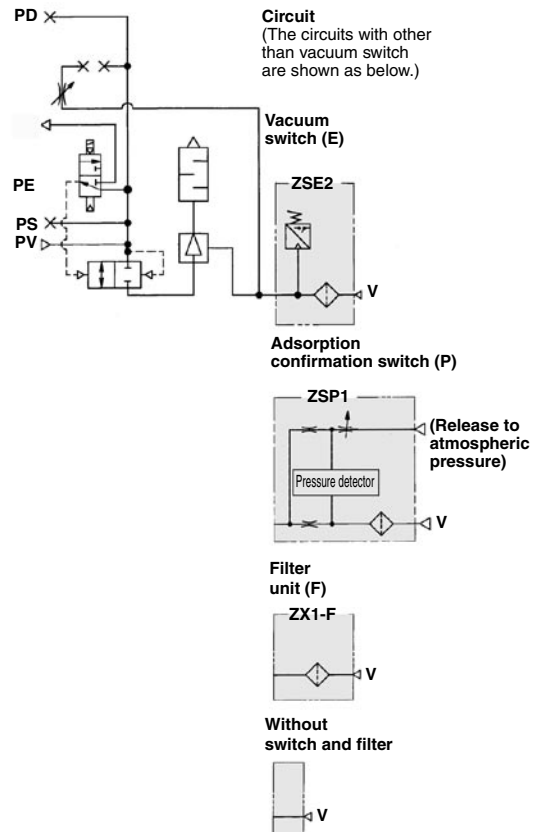 PD
Circuit
(The circuits with other
than vacuum switch
are shown as below.)
Vacuum
switch (E)
PE
ZSE2
PS
PV
V
Adsorption
confirmation switch (P)
ZSP1
(Release to
atmospheric
pressure)
Pressure detector
V
Filter
unit (F)
ZX1-F
V
Without
switch and filter
V